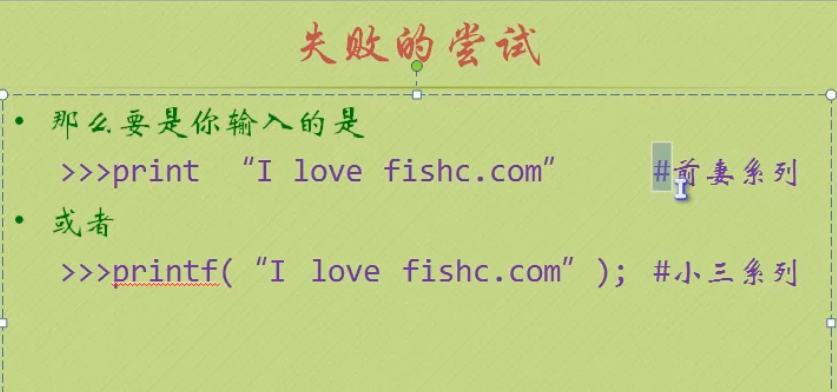 失败的尝试
• 那么要是你输入的是
>>>print “I love fishc.com” #前妻系列
• 或者
>>>printf(“I love fishc.com”); #小三系列